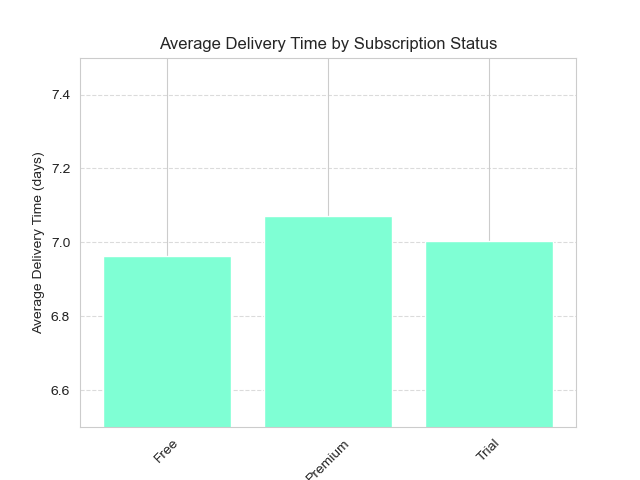 Average Delivery Time by Subscription Status
Average Delivery Time (days)
7.4
7.2
7.0
6.8
6.6
Free
Premium
Trial